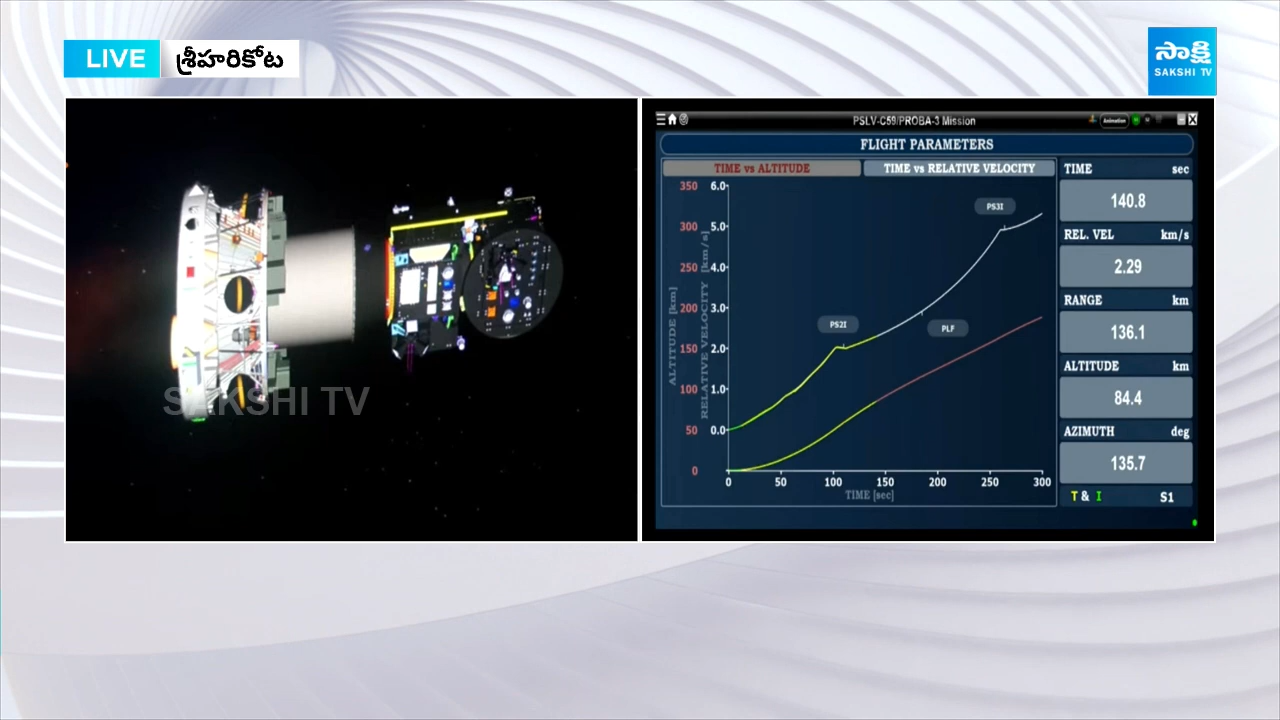 LIVE
శ్రీహరికోట
సాక్షి
SAKSHI TV
SAKSHI TV
PSLV-C59/PROBA-3 Mission
Animation
FLIGHT PARAMETERS
TIME vs ALTITUDE
TIME vs RELATIVE VELOCITY
350 6.0
300 5.0
250 4.0
200 3.0
150 2.0
100 1.0
50 0.0
0
ALTITUDE [km]
RELATIVE VELOCITY [km/s]
PS3I
PS2I
PLF
0 50 100 150 200 250 300
TIME [sec]
TIME sec
140.8
REL. VEL km/s
2.29
RANGE km
136.1
ALTITUDE km
84.4
AZIMUTH deg
135.7
T & I S1